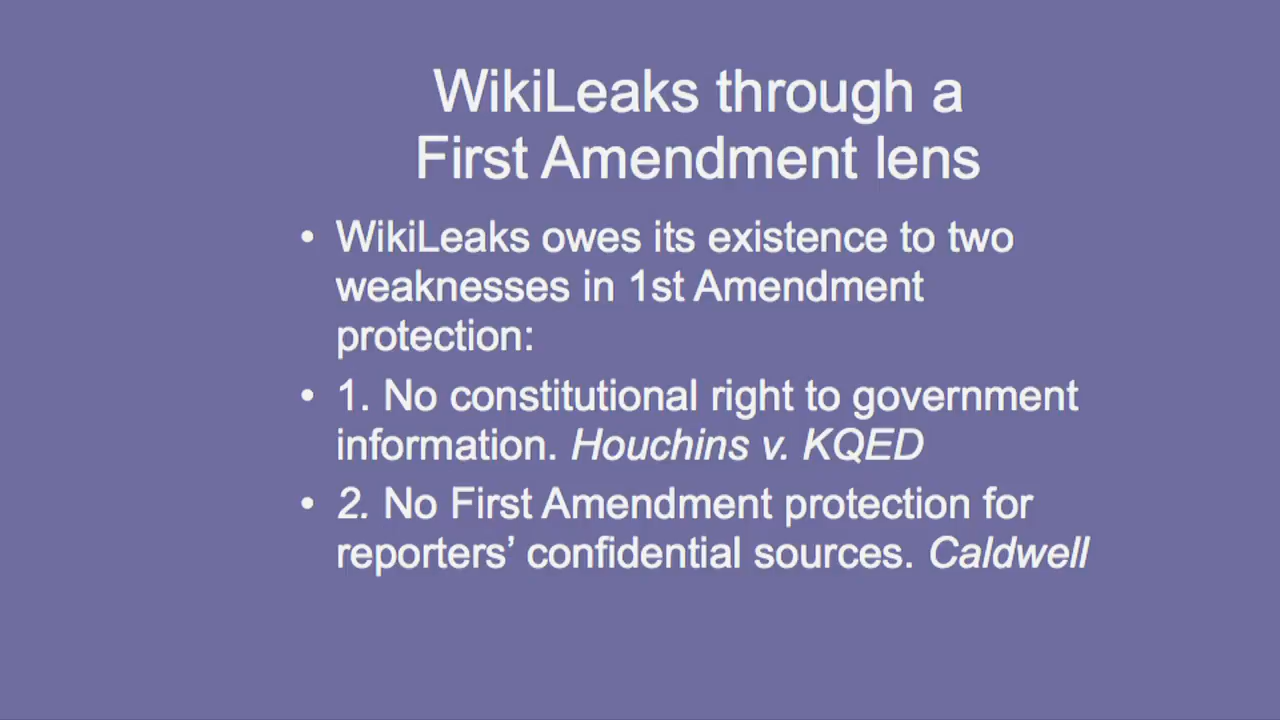 WikiLeaks through a
First Amendment lens
• WikiLeaks owes its existence to two
weaknesses in 1st Amendment
protection:
• 1. No constitutional right to government
information. Houchins v. KQED
• 2. No First Amendment protection for
reporters’ confidential sources. Caldwell